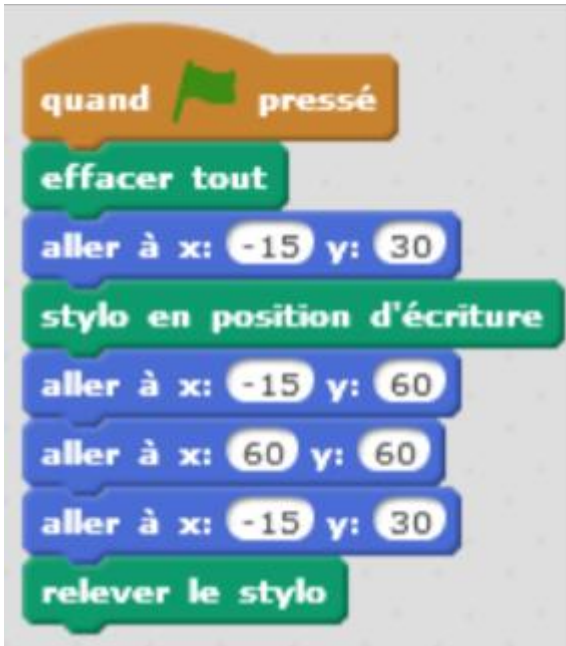 quand pressé
effacer tout
aller à x: -15 y: 30
stylo en position d'écriture
aller à x: -15 y: 60
aller à x: 60 y: 60
aller à x: -15 y: 30
relever le stylo